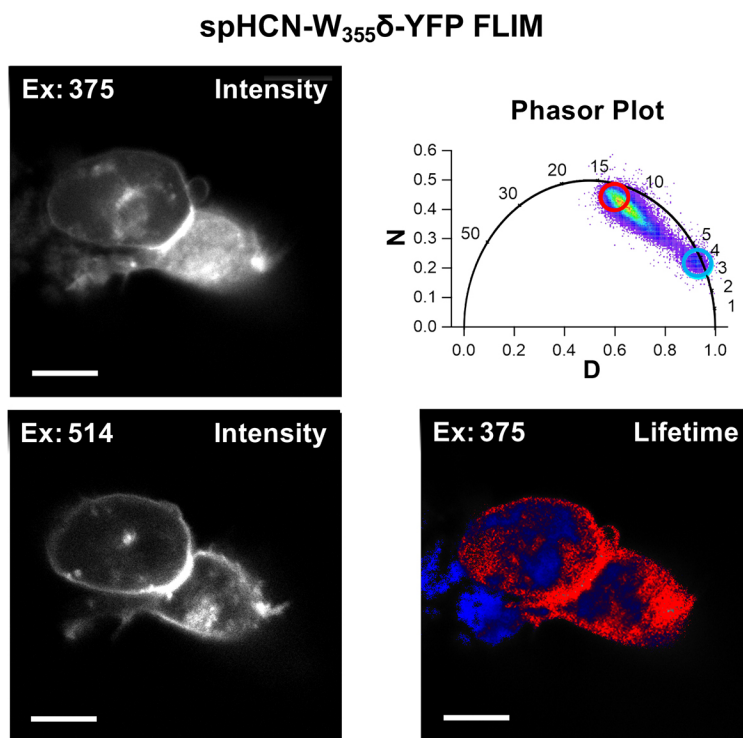 spHCN-W₃₅₅δ-YFP FLIM
Ex: 375 Intensity
Phasor Plot
0.6
0.5
0.4
0.3
0.2
0.1
0.0
N
50
30
20
15
10
5
4
3
2
1
0.0 0.2 0.4 0.6 0.8 1.0
D
Ex: 514 Intensity
Ex: 375 Lifetime